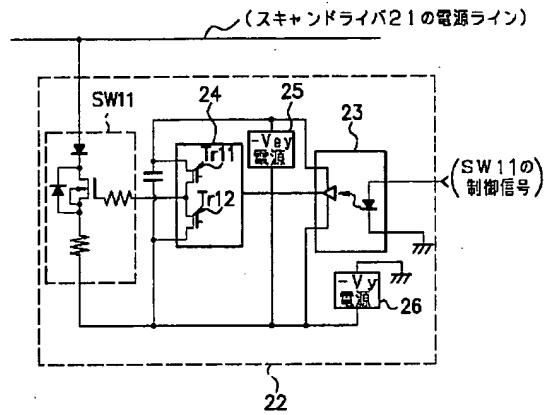 (スキャンドライバ21の電源ライン)
SW11
24
25
23
-Vey
電源
Tr11
Tr12
(SW11の
制御信号)
-Vy
電源
26
22